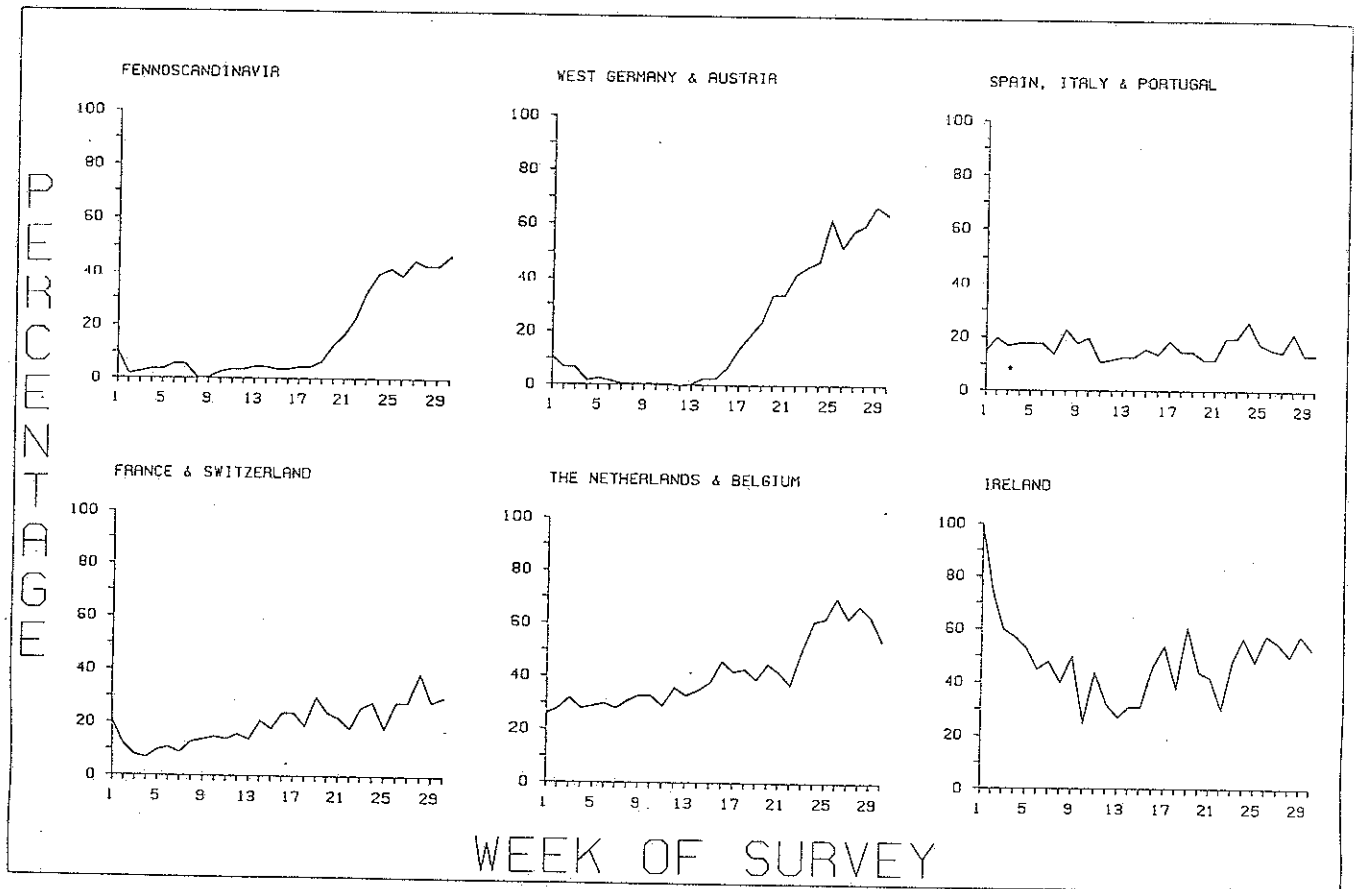 FENNOSCANDINAVIA
100
80
60
40
20
0
1 5 9 13 17 21 25 29
WEST GERMANY & AUSTRIA
100
80
60
40
20
0
1 5 9 13 17 21 25 29
SPAIN, ITALY & PORTUGAL
100
80
60
40
20
0
1 5 9 13 17 21 25 29
PERCENTAGE
FRANCE & SWITZERLAND
100
80
60
40
20
0
1 5 9 13 17 21 25 29
THE NETHERLANDS & BELGIUM
100
80
60
40
20
0
1 5 9 13 17 21 25 29
IRELAND
100
80
60
40
20
0
1 5 9 13 17 21 25 29
WEEK OF SURVEY